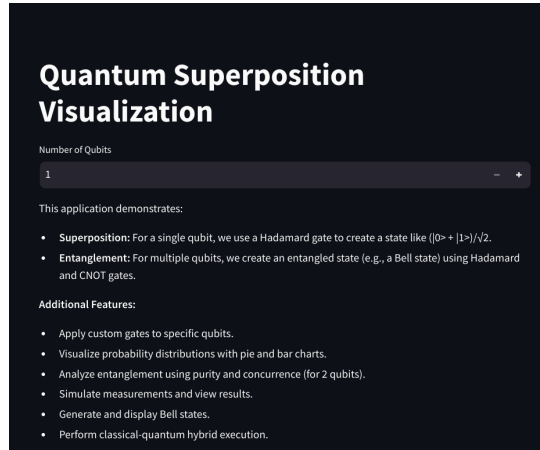 Quantum Superposition
Visualization
Number of Qubits
1 − +
This application demonstrates:
• Superposition: For a single qubit, we use a Hadamard gate to create a state like (|0> + |1>)/√2.
• Entanglement: For multiple qubits, we create an entangled state (e.g., a Bell state) using Hadamard
and CNOT gates.
Additional Features:
• Apply custom gates to specific qubits.
• Visualize probability distributions with pie and bar charts.
• Analyze entanglement using purity and concurrence (for 2 qubits).
• Simulate measurements and view results.
• Generate and display Bell states.
• Perform classical-quantum hybrid execution.